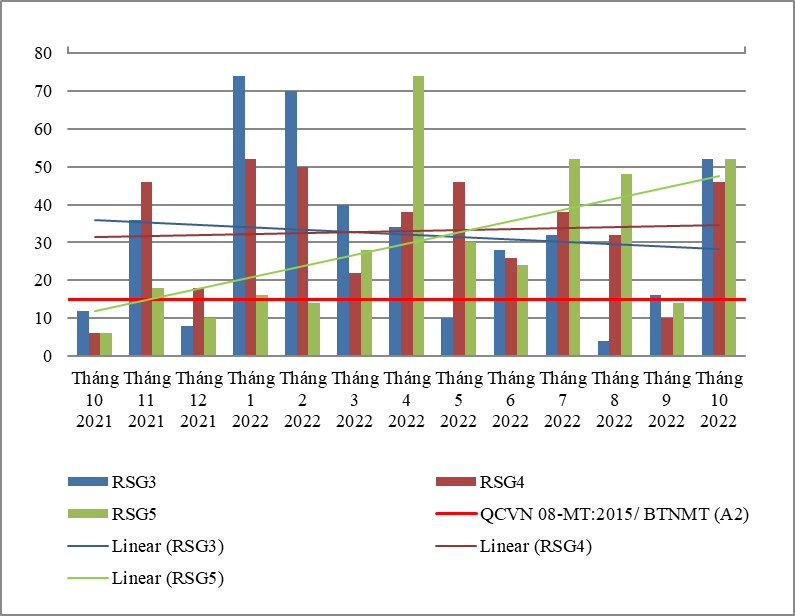 80
70
60
50
40
30
20
10
0
Tháng 10 2021
Tháng 11 2021
Tháng 12 2021
Tháng 1 2022
Tháng 2 2022
Tháng 3 2022
Tháng 4 2022
Tháng 5 2022
Tháng 6 2022
Tháng 7 2022
Tháng 8 2022
Tháng 9 2022
Tháng 10 2022
RSG3
RSG4
RSG5
QCVN 08-MT:2015/ BTNMT (A2)
Linear (RSG3)
Linear (RSG4)
Linear (RSG5)